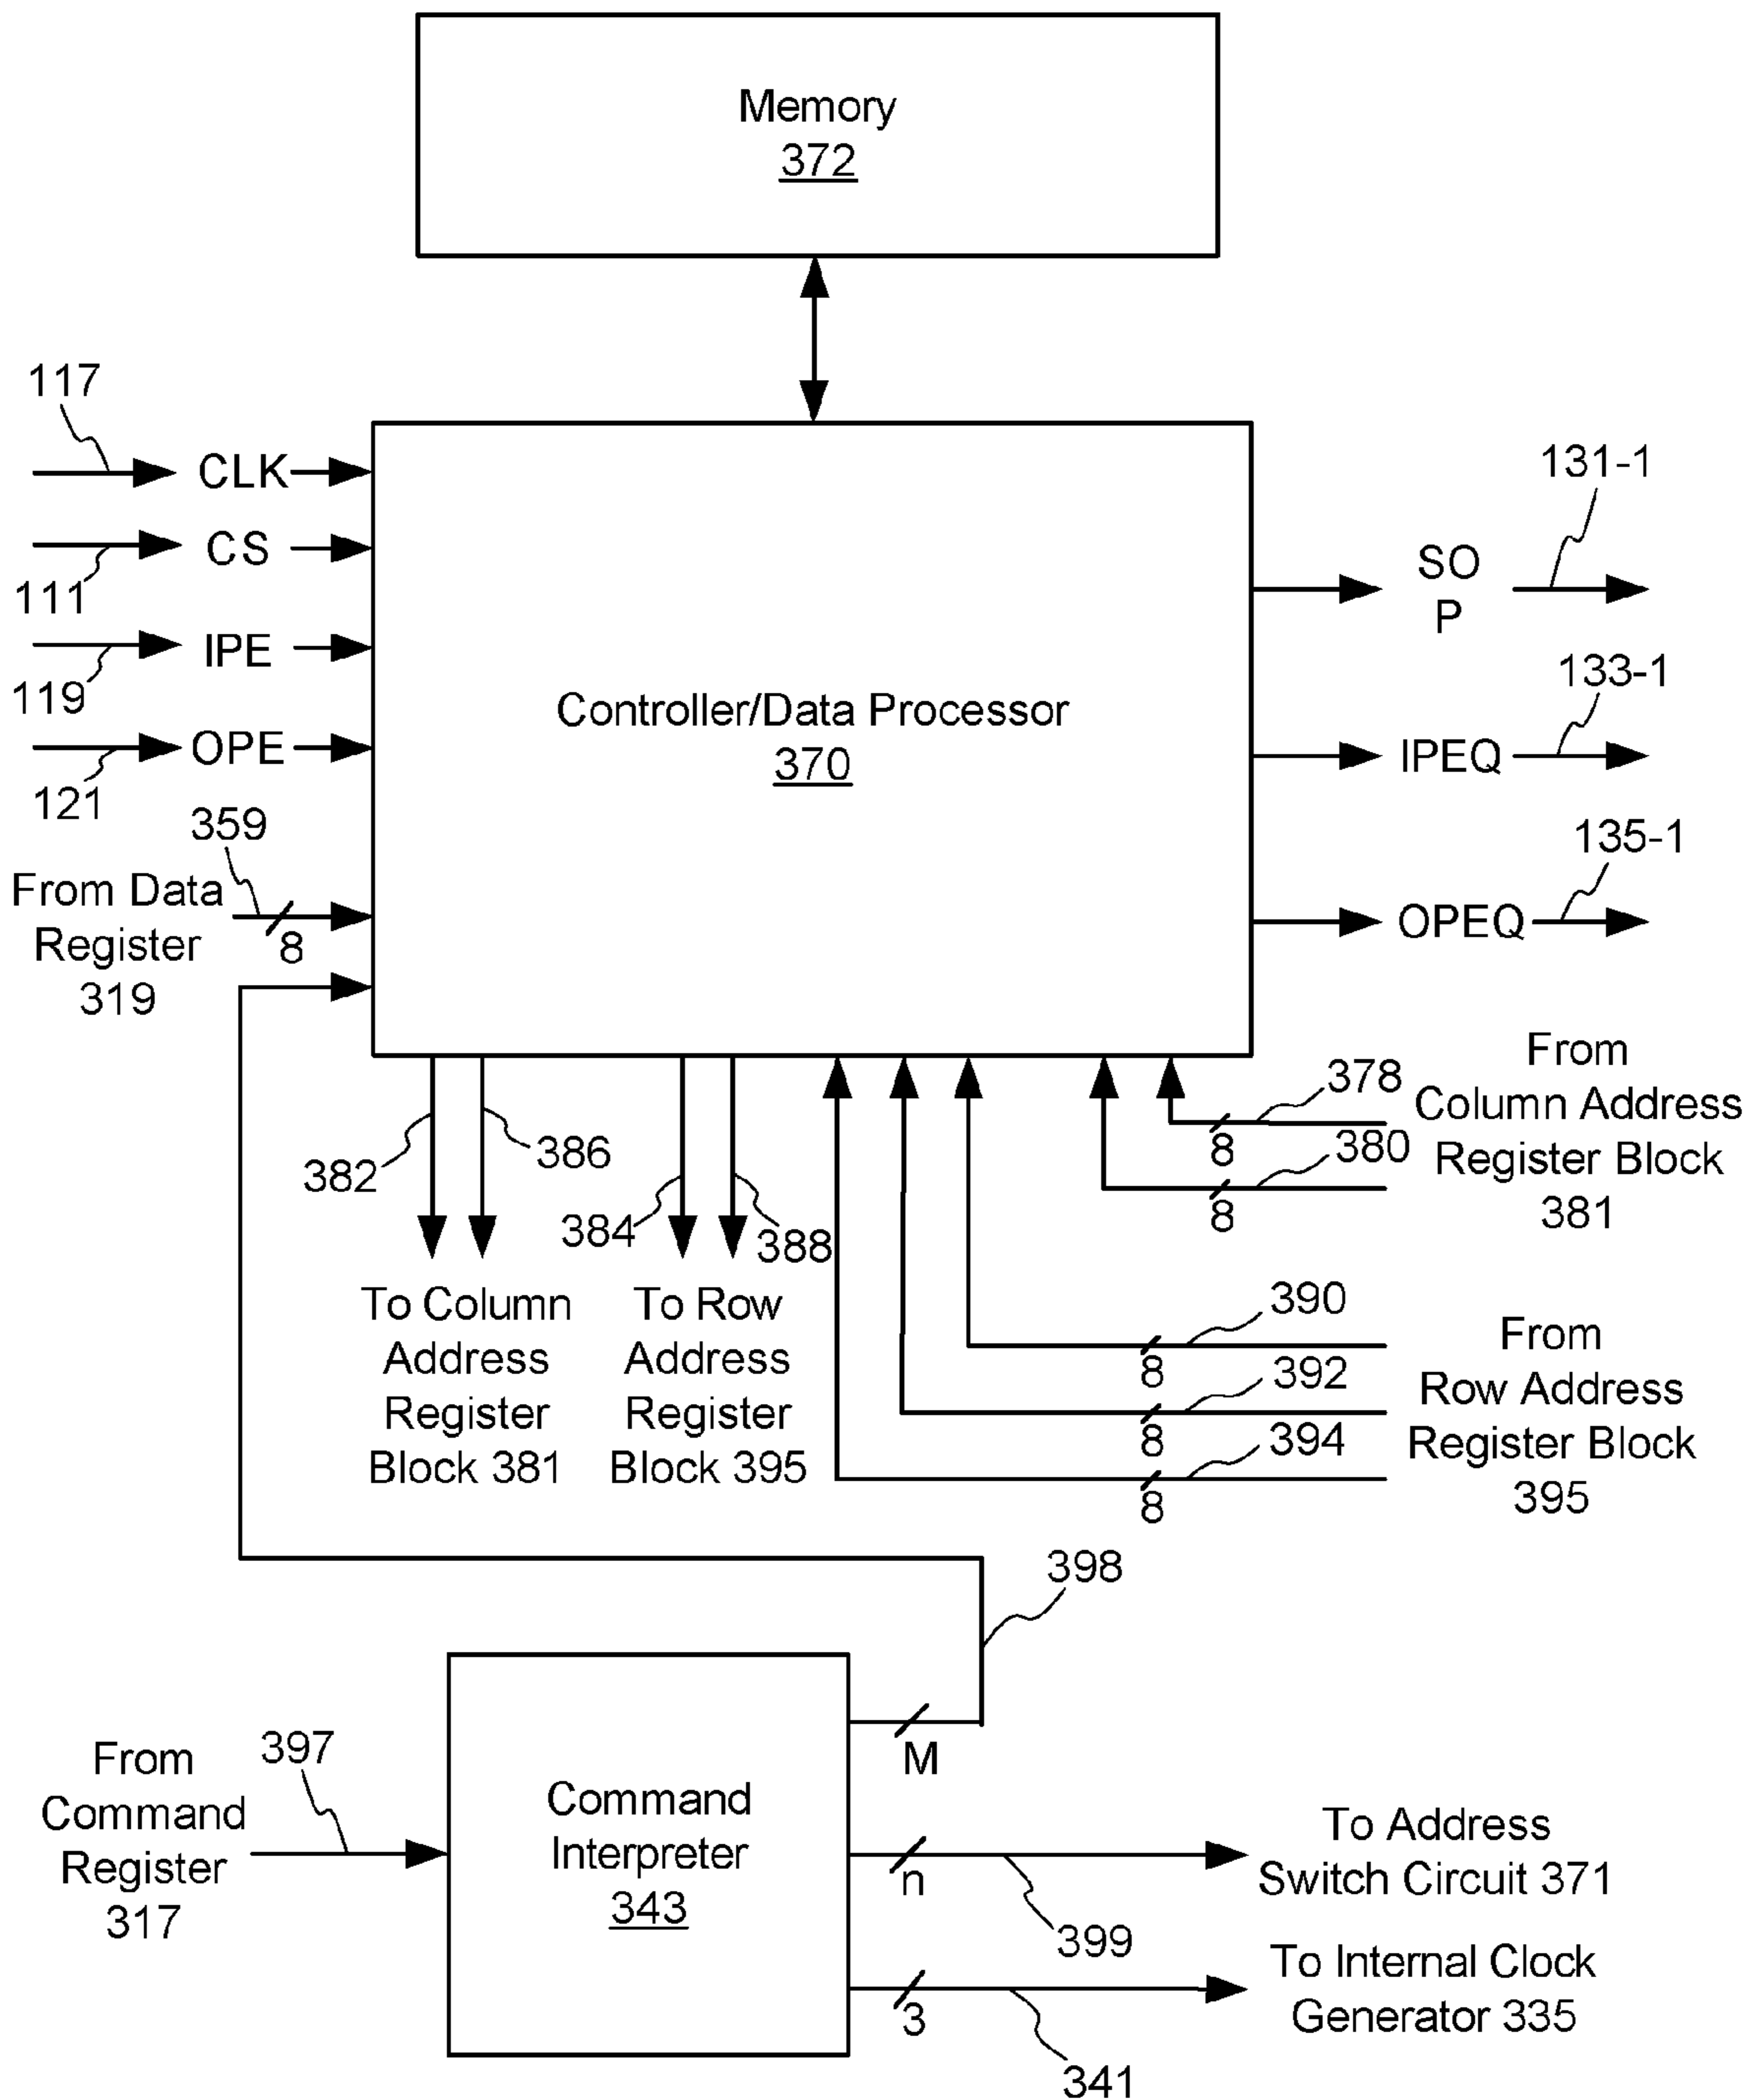 Memory
372
117
CLK
CS
111
IPE
119
OPE
121
359
From Data
Register
319
8
Controller/Data Processor
370
131-1
SO
P
133-1
IPEQ
135-1
OPEQ
382
386
384
388
To Column
Address
Register
Block 381
To Row
Address
Register
Block 395
378
8
380
8
From
Column Address
Register Block
381
390
8
392
8
394
8
From
Row Address
Register Block
395
398
M
From
Command
Register
317
397
Command
Interpreter
343
n
399
To Address
Switch Circuit 371
3
341
To Internal Clock
Generator 335